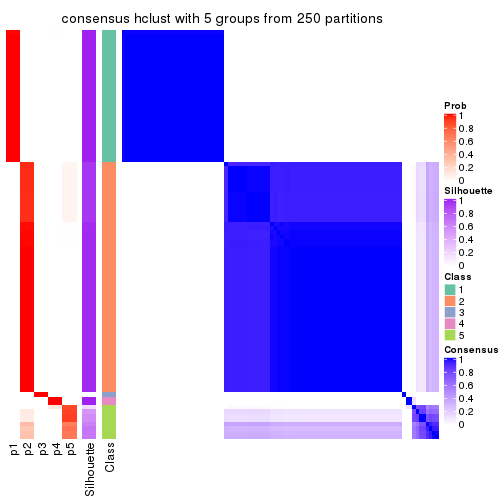 consensus hclust with 5 groups from 250 partitions
Prob
1
0.8
0.6
0.4
0.2
0
Silhouette
1
0.8
0.6
0.4
0.2
0
Class
1
2
3
4
5
Consensus
1
0.8
0.6
0.4
0.2
0
p1
p2
p3
p4
p5
Silhouette
Class